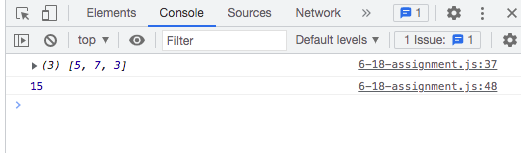 Elements Console Sources Network » 1
top ▼ Filter Default levels ▼ 1 Issue: 1
(3) [5, 7, 3] 6-18-assignment.js:37
15 6-18-assignment.js:48
>